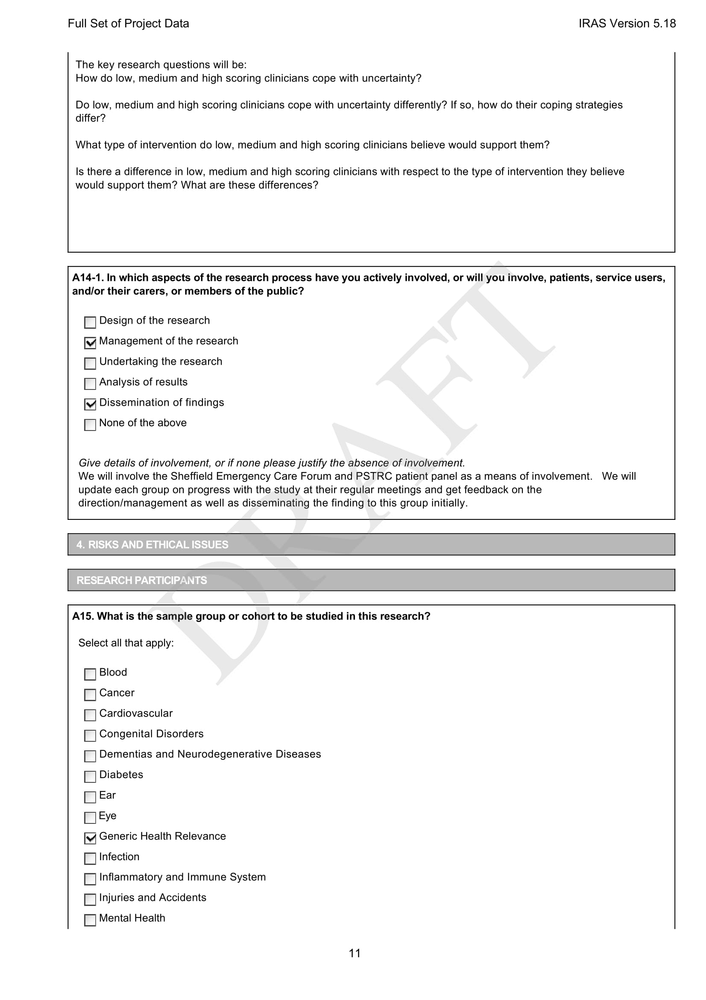 Full Set of Project Data
IRAS Version 5.18
The key research questions will be:
How do low, medium and high scoring clinicians cope with uncertainty?
Do low, medium and high scoring clinicians cope with uncertainty differently? If so, how do their coping strategies
differ?
What type of intervention do low, medium and high scoring clinicians believe would support them?
Is there a difference in low, medium and high scoring clinicians with respect to the type of intervention they believe
would support them? What are these differences?
A14-1. In which aspects of the research process have you actively involved, or will you involve, patients, service users,
and/or their carers, or members of the public?
Design of the research
Management of the research
Undertaking the research
Analysis of results
Dissemination of findings
None of the above
Give details of involvement, or if none please justify the absence of involvement.
We will involve the Sheffield Emergency Care Forum and PSTRC patient panel as a means of involvement. We will
update each group on progress with the study at their regular meetings and get feedback on the
direction/management as well as disseminating the finding to this group initially.
4. RISKS AND ETHICAL ISSUES
RESEARCH PARTICIPANTS
A15. What is the sample group or cohort to be studied in this research?
Select all that apply:
Blood
Cancer
Cardiovascular
Congenital Disorders
Dementias and Neurodegenerative Diseases
Diabetes
Ear
Eye
Generic Health Relevance
Infection
Inflammatory and Immune System
Injuries and Accidents
Mental Health
11
DRAFT